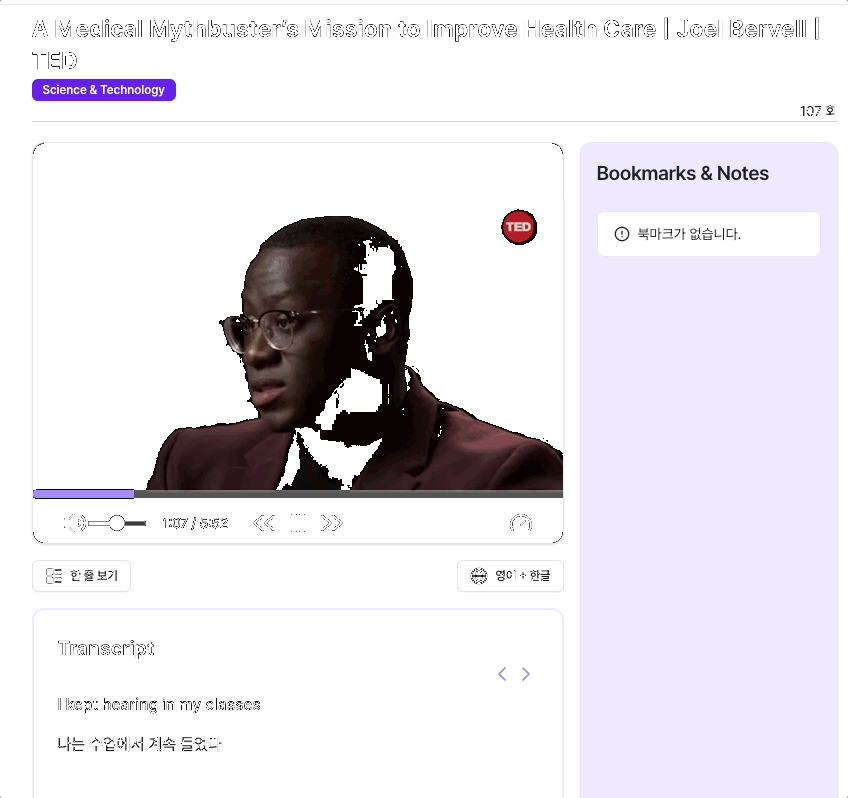 A Medical Mythbuster's Mission to Improve Health Care | Joel Bervell |
TED
Science & Technology
107 회
Bookmarks & Notes
북마크가 없습니다.
TED
1:07 / 5:52
한 줄 보기
영어 + 한글
Transcript
I kept hearing in my classes
나는 수업에서 계속 들었다